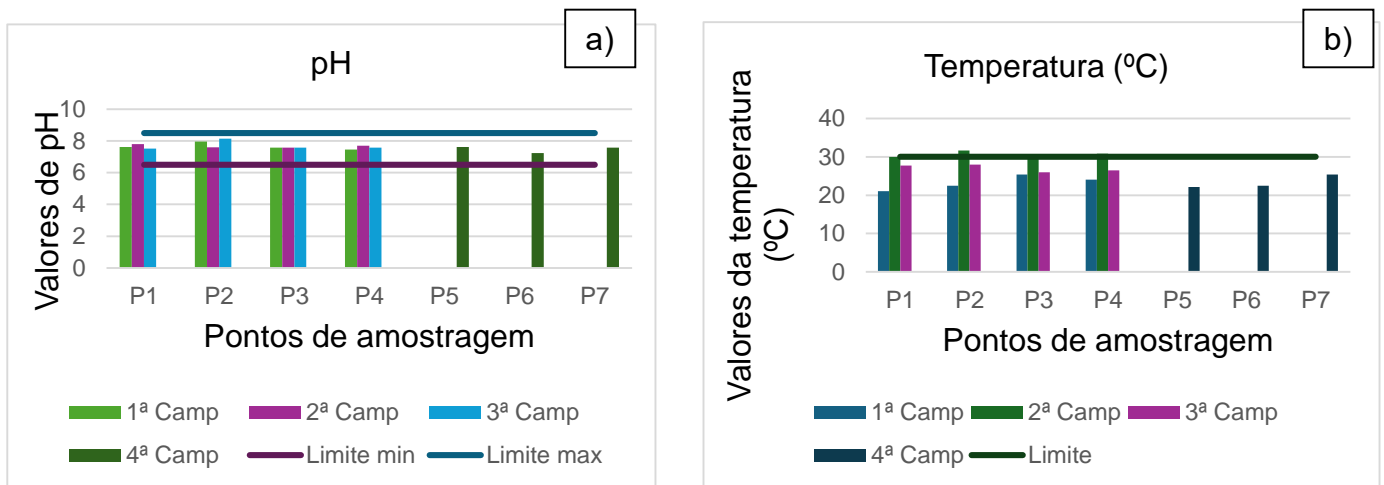 a)
pH
Valores de pH
10
8
6
4
2
0
P1 P2 P3 P4 P5 P6 P7
Pontos de amostragem
1ª Camp 2ª Camp 3ª Camp
4ª Camp Limite min Limite max
b)
Temperatura (ºC)
Valores da temperatura
(ºC)
40
30
20
10
0
P1 P2 P3 P4 P5 P6 P7
Pontos de amostragem
1ª Camp 2ª Camp 3ª Camp
4ª Camp Limite